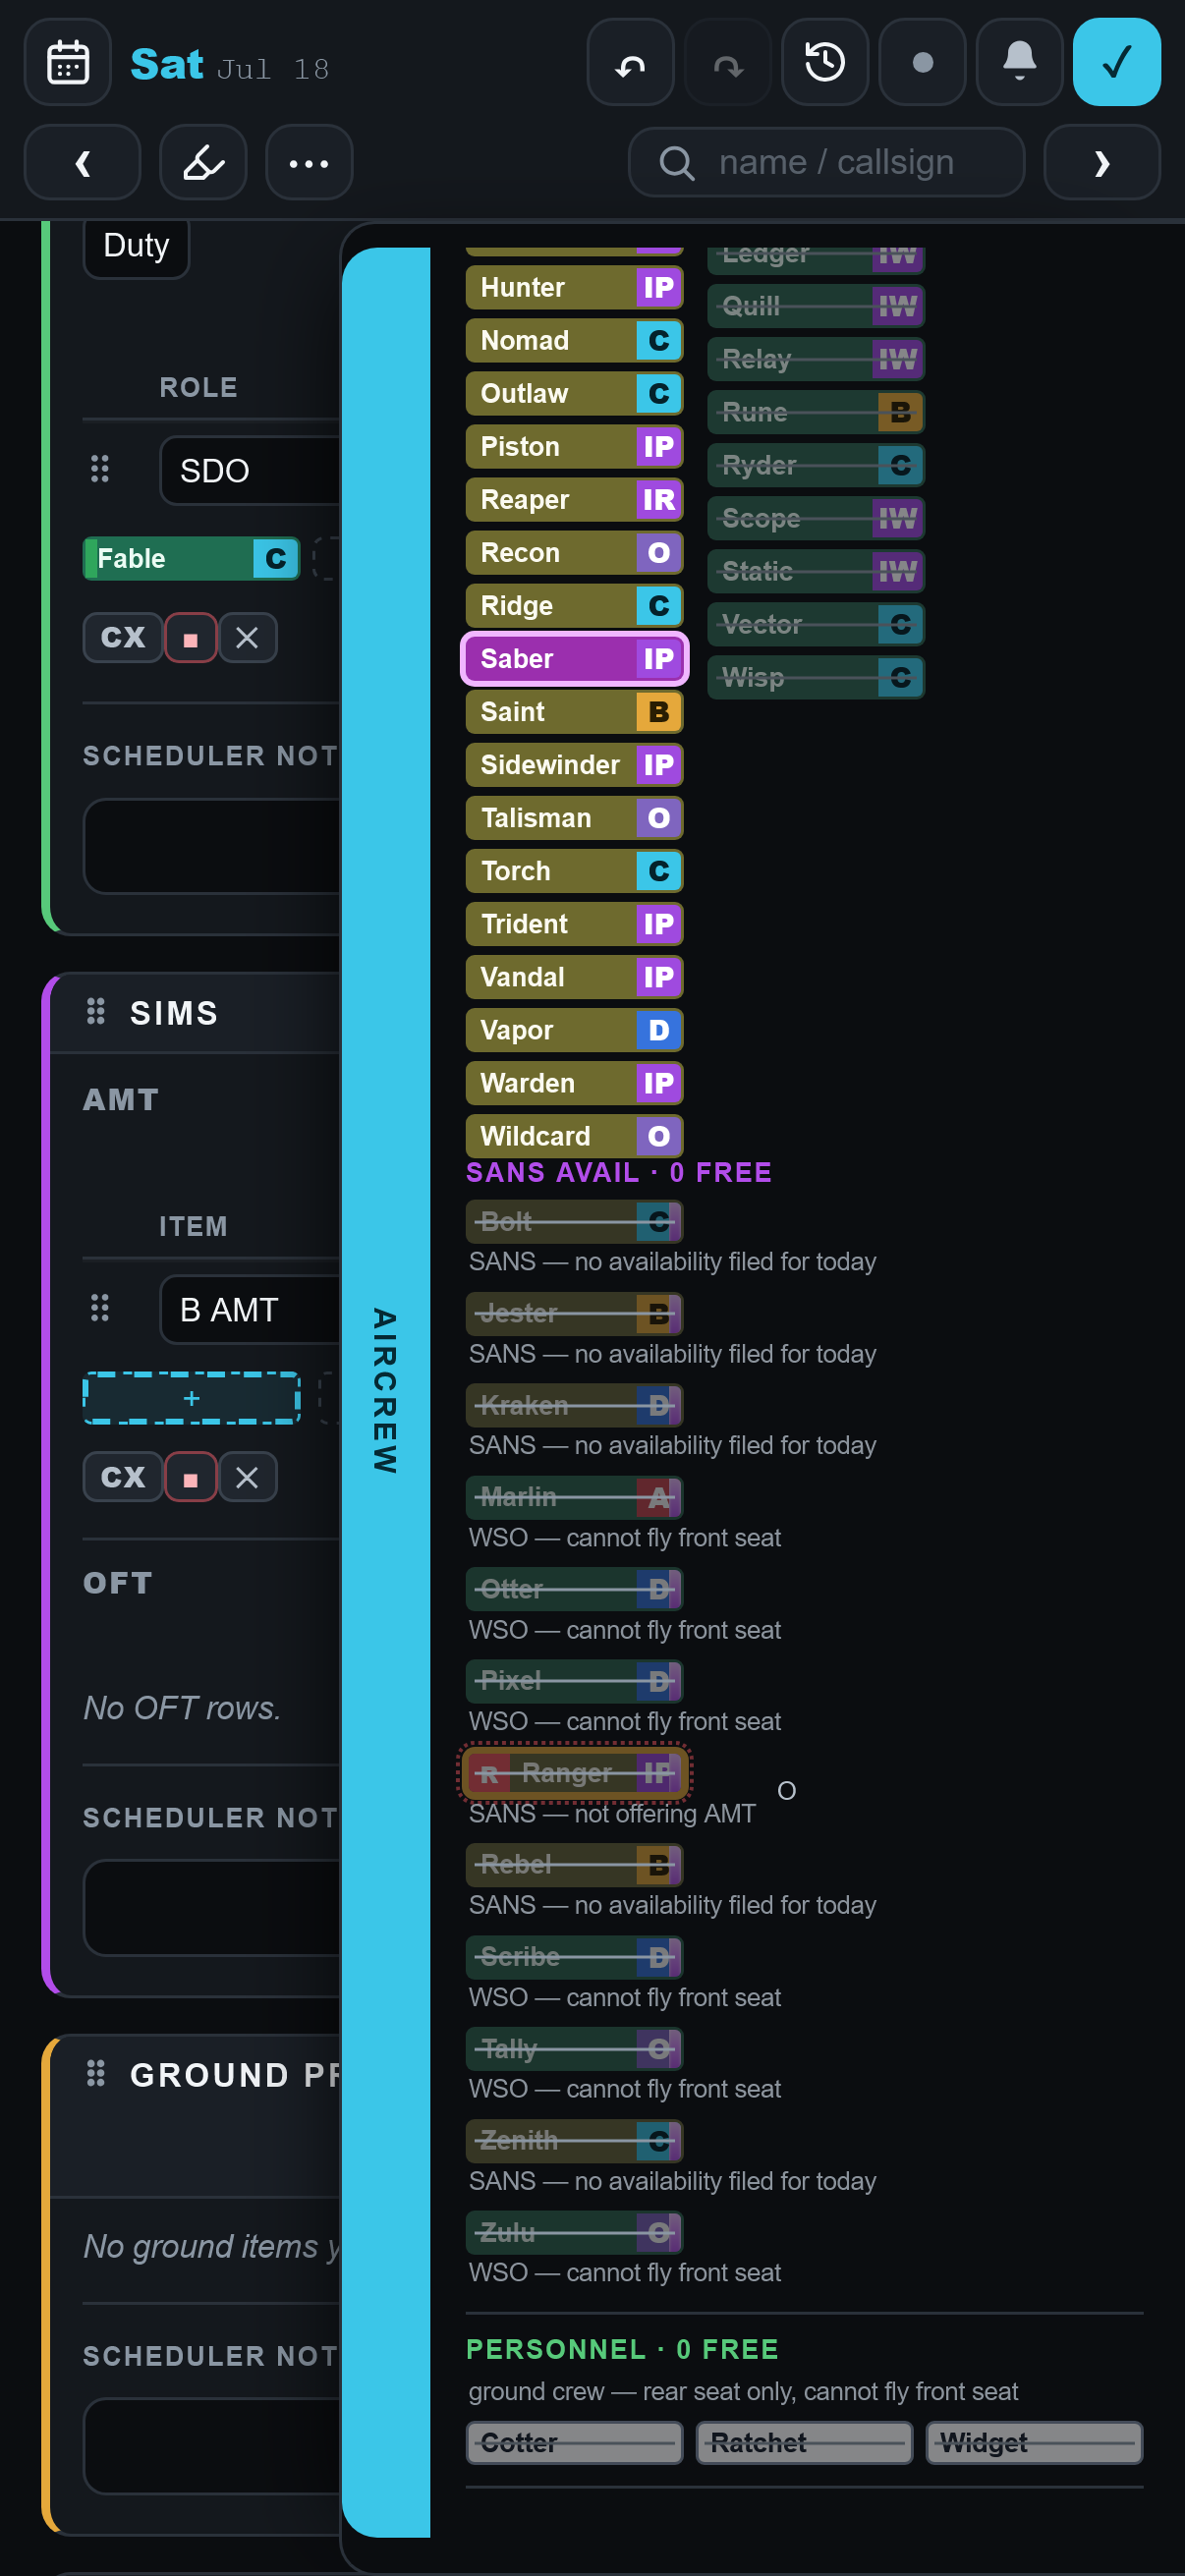 Sat Jul 18
name / callsign
Duty
ROLE
SDO
Fable C
CX
SCHEDULER NOT
SIMS
AMT
ITEM
B AMT
+
CX
OFT
No OFT rows.
SCHEDULER NOT
GROUND PR
No ground items y
SCHEDULER NOT
AIRCREW
Hunter IP
Nomad C
Outlaw C
Piston IP
Reaper IR
Recon O
Ridge C
Saber IP
Saint B
Sidewinder IP
Talisman O
Torch C
Trident IP
Vandal IP
Vapor D
Warden IP
Wildcard O
Ledger IW
Quill IW
Relay IW
Rune B
Ryder C
Scope IW
Static IW
Vector C
Wisp C
SANS AVAIL · 0 FREE
Bolt C
SANS — no availability filed for today
Jester B
SANS — no availability filed for today
Kraken D
SANS — no availability filed for today
Marlin A
WSO — cannot fly front seat
Otter D
WSO — cannot fly front seat
Pixel D
WSO — cannot fly front seat
R Ranger IP
O
SANS — not offering AMT
Rebel B
SANS — no availability filed for today
Scribe D
WSO — cannot fly front seat
Tally O
WSO — cannot fly front seat
Zenith C
SANS — no availability filed for today
Zulu O
WSO — cannot fly front seat
PERSONNEL · 0 FREE
ground crew — rear seat only, cannot fly front seat
Cotter Ratchet Widget